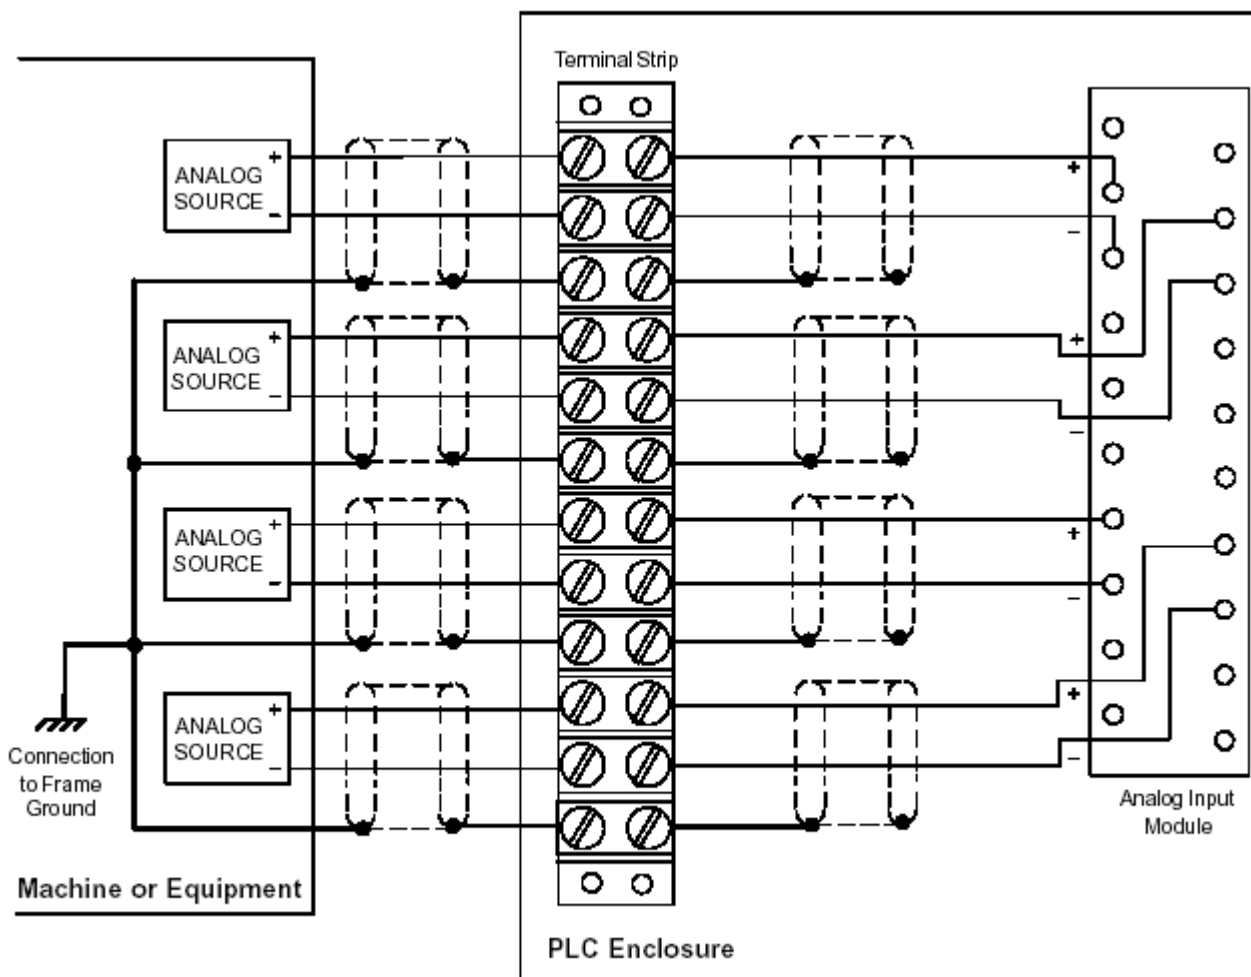 Terminal Strip
ANALOG
SOURCE
+
−
+
−
ANALOG
SOURCE
+
−
+
−
ANALOG
SOURCE
+
−
+
−
ANALOG
SOURCE
+
−
+
−
Connection
to Frame
Ground
Analog Input
Module
Machine or Equipment
PLC Enclosure